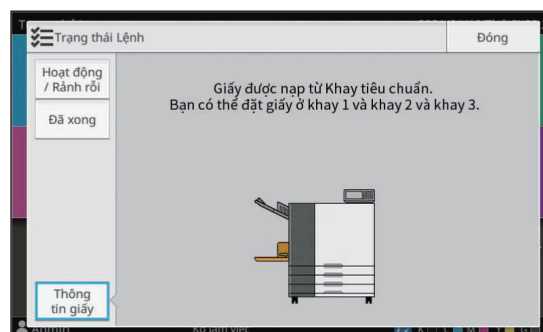 Trạng thái Lệnh
Đóng
Hoạt động
/ Rảnh rỗi
Đã xong
Giấy được nạp từ Khay tiêu chuẩn.
Bạn có thể đặt giấy ở khay 1 và khay 2 và khay 3.
Thông
tin giấy
Admin